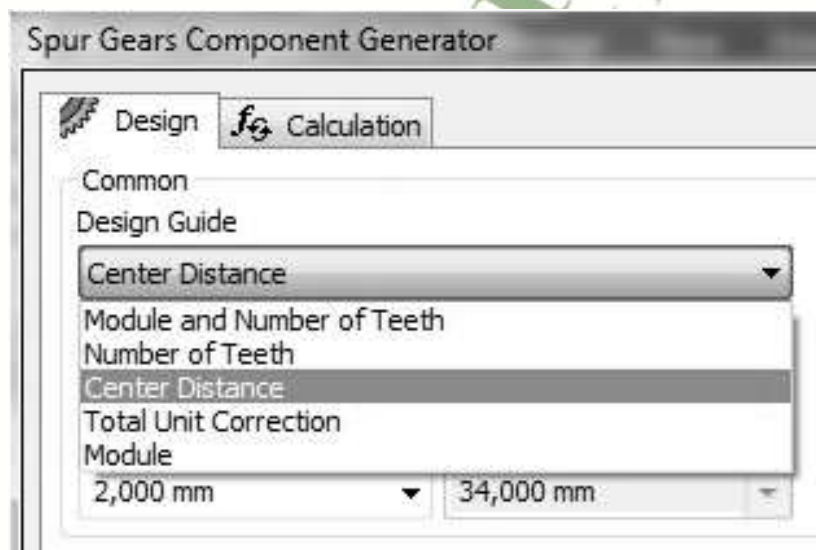 Spur Gears Component Generator
Design
Calculation
Common
Design Guide
Center Distance
Module and Number of Teeth
Number of Teeth
Center Distance
Total Unit Correction
Module
2,000 mm
34,000 mm